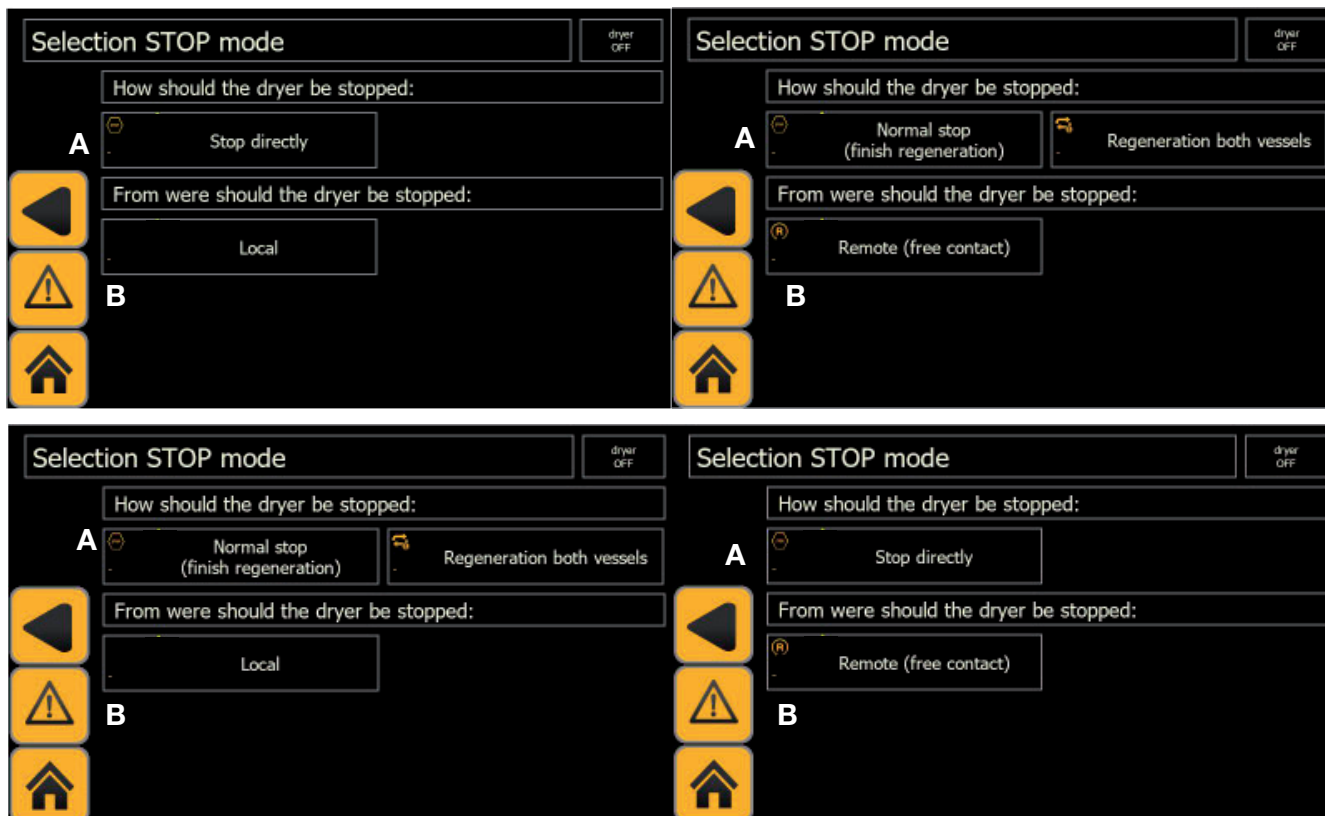 Selection STOP mode
dryer
OFF
How should the dryer be stopped:
A
Stop directly
From were should the dryer be stopped:
Local
B
Selection STOP mode
dryer
OFF
How should the dryer be stopped:
A
Normal stop
(finish regeneration)
Regeneration both vessels
From were should the dryer be stopped:
R
Remote (free contact)
B
Selection STOP mode
dryer
OFF
How should the dryer be stopped:
A
Normal stop
(finish regeneration)
Regeneration both vessels
From were should the dryer be stopped:
Local
B
Selection STOP mode
dryer
OFF
How should the dryer be stopped:
A
Stop directly
From were should the dryer be stopped:
R
Remote (free contact)
B